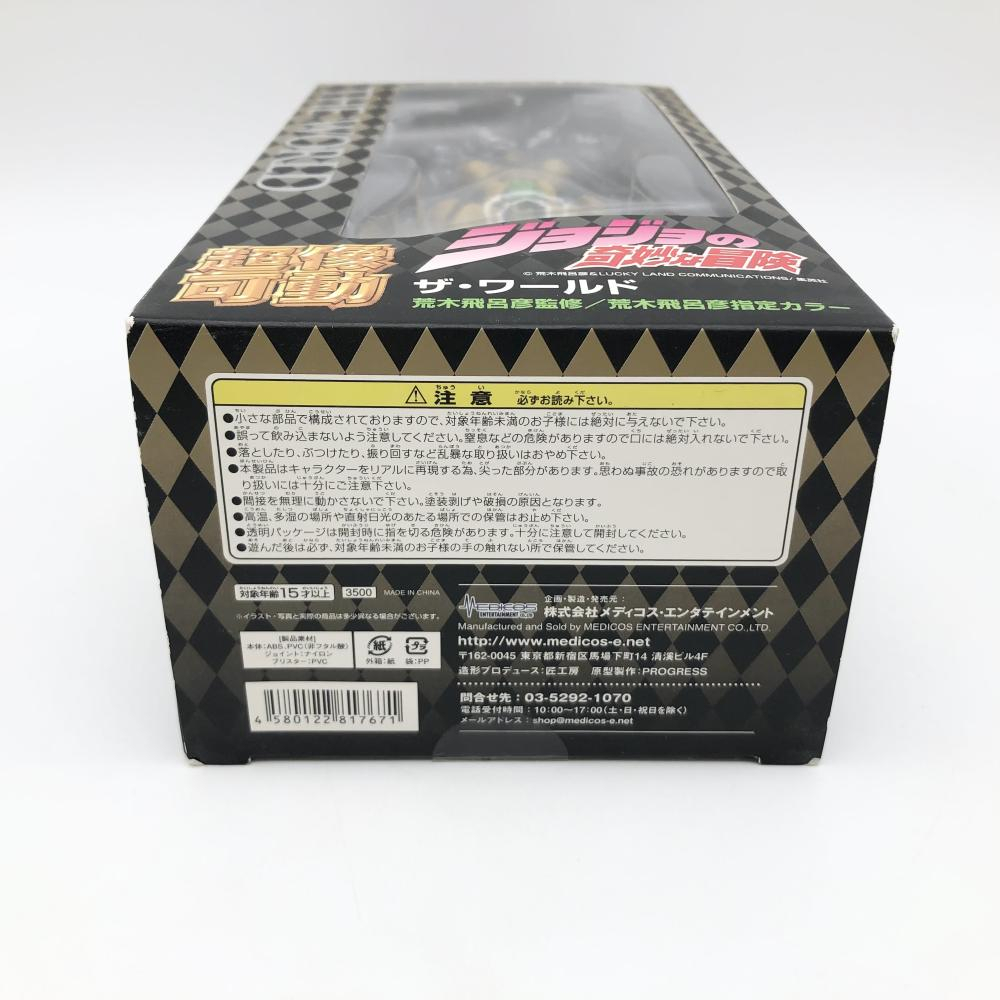 THE WORLD
超像
可動
ジョジョの
奇妙な冒険
© 荒木飛呂彦&LUCKY LAND COMMUNICATIONS/集英社
ザ・ワールド
荒木飛呂彦監修／荒木飛呂彦指定カラー
⚠注意 必ずお読み下さい。
●小さな部品で構成されておりますので、対象年齢未満のお子様には絶対に与えないで下さい。
●誤って飲み込まないよう注意してください。窒息などの危険がありますので口には絶対入れないで下さい。
●落としたり、ぶつけたり、振り回すなど乱暴な取り扱いはおやめ下さい。
●本製品はキャラクターをリアルに再現する為、尖った部分があります。思わぬ事故の恐れがありますので取
り扱いには十分にご注意下さい。
●間接を無理に動かさないで下さい。塗装剥げや破損の原因となります。
●高温、多湿の場所や直射日光のあたる場所での保管はお止め下さい。
●透明パッケージは開封時に指を切る危険があります。十分に注意して開封してください。
●遊んだ後は必ず、対象年齢未満のお子様の手の触れない所で保管してください。
対象年齢15才以上 3500 MADE IN CHINA
※イラスト・写真と実際の商品は多少異なる場合がございます。
[製品素材]
本体:ABS、PVC(非フタル酸)
ジョイント:ナイロン
ブリスター:PVC
紙 プラ
外箱:紙 袋:PP
4 580122 817671
MEDICOS
ENTERTAINMENT CO.,LTD
企画・製造・発売元：
株式会社メディコス・エンタテインメント
Manufactured and Sold by MEDICOS ENTERTAINMENT CO.,LTD.
http://www.medicos-e.net
〒162-0045 東京都新宿区馬場下町14 清溪ビル4F
造形プロデュース：匠工房 原型製作：PROGRESS
問合せ先：03-5292-1070
電話受付時間：10:00〜17:00(土・日・祝日を除く)
メールアドレス：shop@medicos-e.net